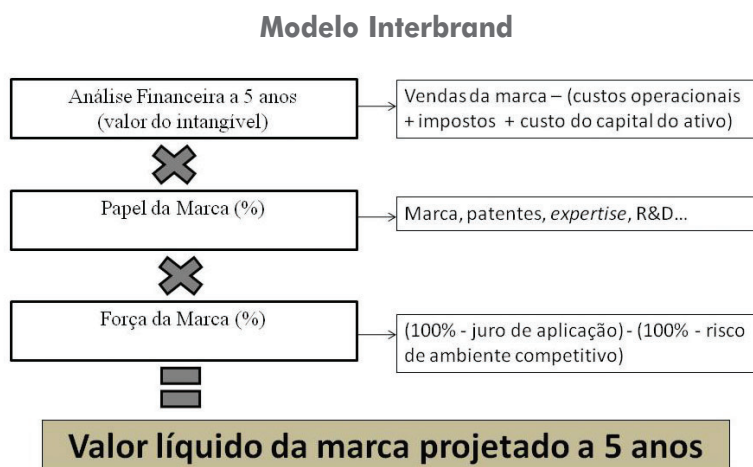 Modelo Interbrand
Análise Financeira a 5 anos
(valor do intangível)
Vendas da marca – (custos operacionais
+ impostos + custo do capital do ativo)
Papel da Marca (%)
Marca, patentes, expertise, R&D...
Força da Marca (%)
(100% - juro de aplicação) - (100% - risco
de ambiente competitivo)
Valor líquido da marca projetado a 5 anos